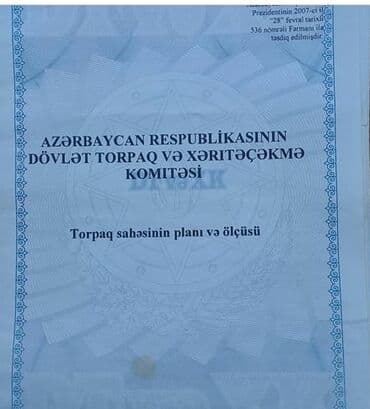 Prezidentinin 2007-ci il
"28" fevral tarixli
536 nömrəli Fərmanı ilə
təsdiq edilmişdir
AZƏRBAYCAN RESPUBLİKASININ
DÖVLƏT TORPAQ VƏ XƏRİTƏÇƏKMƏ
KOMİTƏSİ
Torpaq sahəsinin planı və ölçüsü